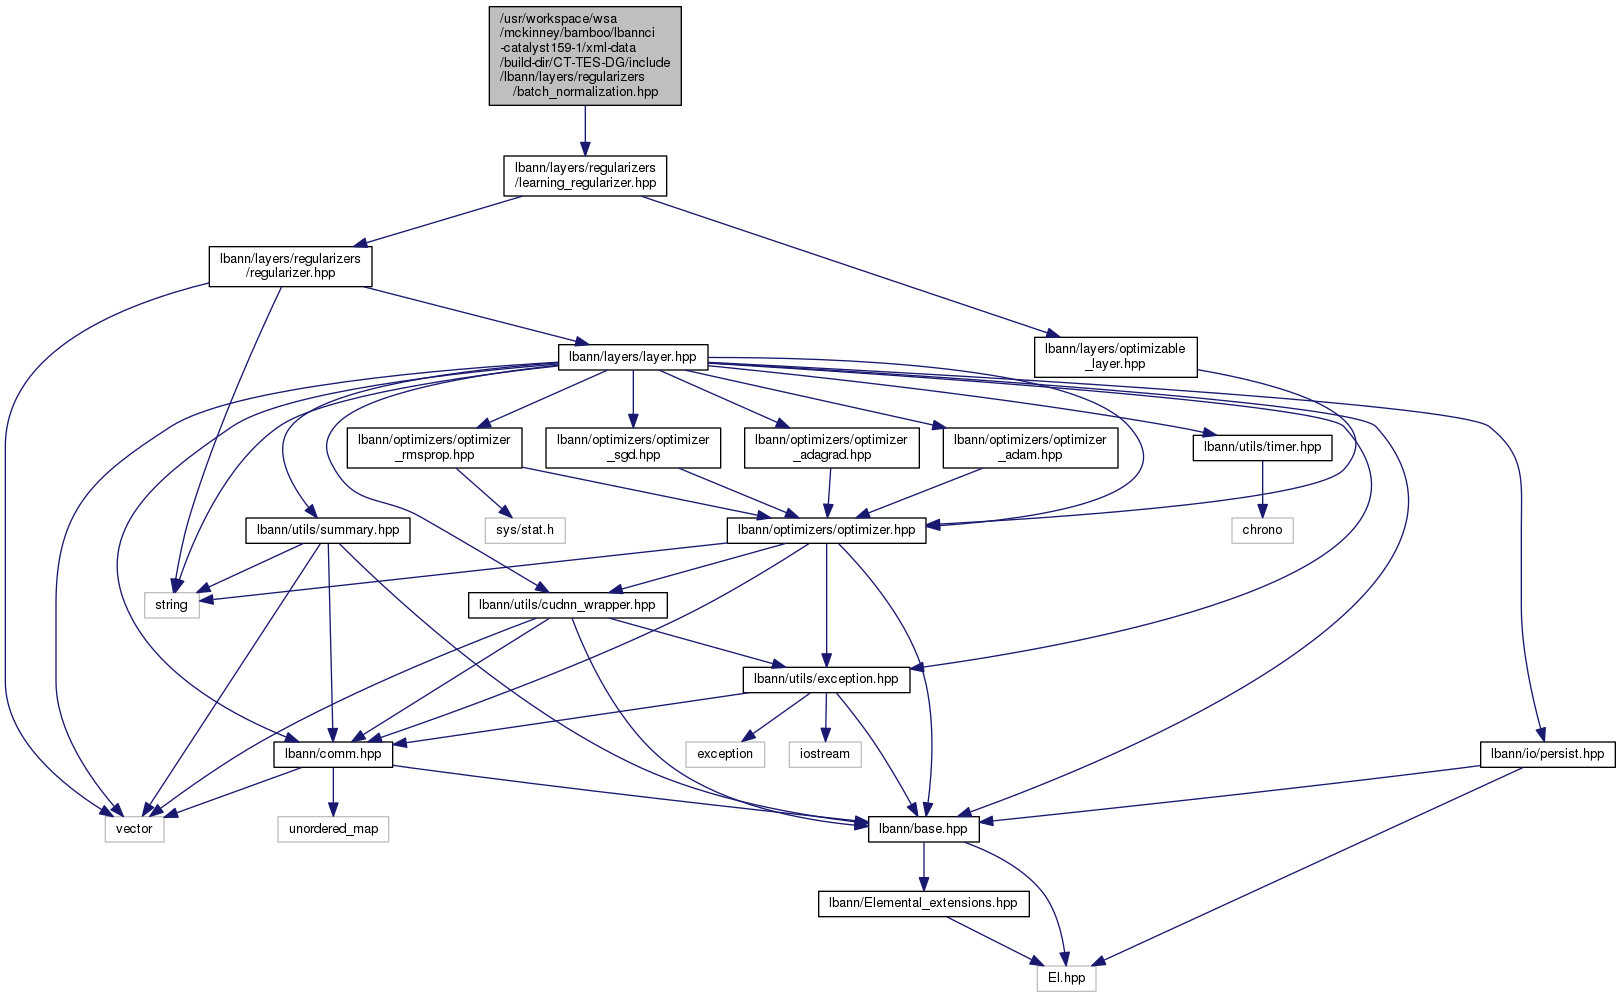 /usr/workspace/wsa
/mckinney/bamboo/lbannci
-catalyst159-1/xml-data
/build-dir/CT-TES-DG/include
/lbann/layers/regularizers
/batch_normalization.hpp
lbann/layers/regularizers
/learning_regularizer.hpp
lbann/layers/regularizers
/regularizer.hpp
lbann/layers/layer.hpp
lbann/layers/optimizable
_layer.hpp
lbann/optimizers/optimizer
_rmsprop.hpp
lbann/optimizers/optimizer
_sgd.hpp
lbann/optimizers/optimizer
_adagrad.hpp
lbann/optimizers/optimizer
_adam.hpp
lbann/utils/timer.hpp
lbann/utils/summary.hpp
sys/stat.h
lbann/optimizers/optimizer.hpp
chrono
string
lbann/utils/cudnn_wrapper.hpp
lbann/utils/exception.hpp
lbann/comm.hpp
exception
iostream
lbann/io/persist.hpp
vector
unordered_map
lbann/base.hpp
lbann/Elemental_extensions.hpp
El.hpp